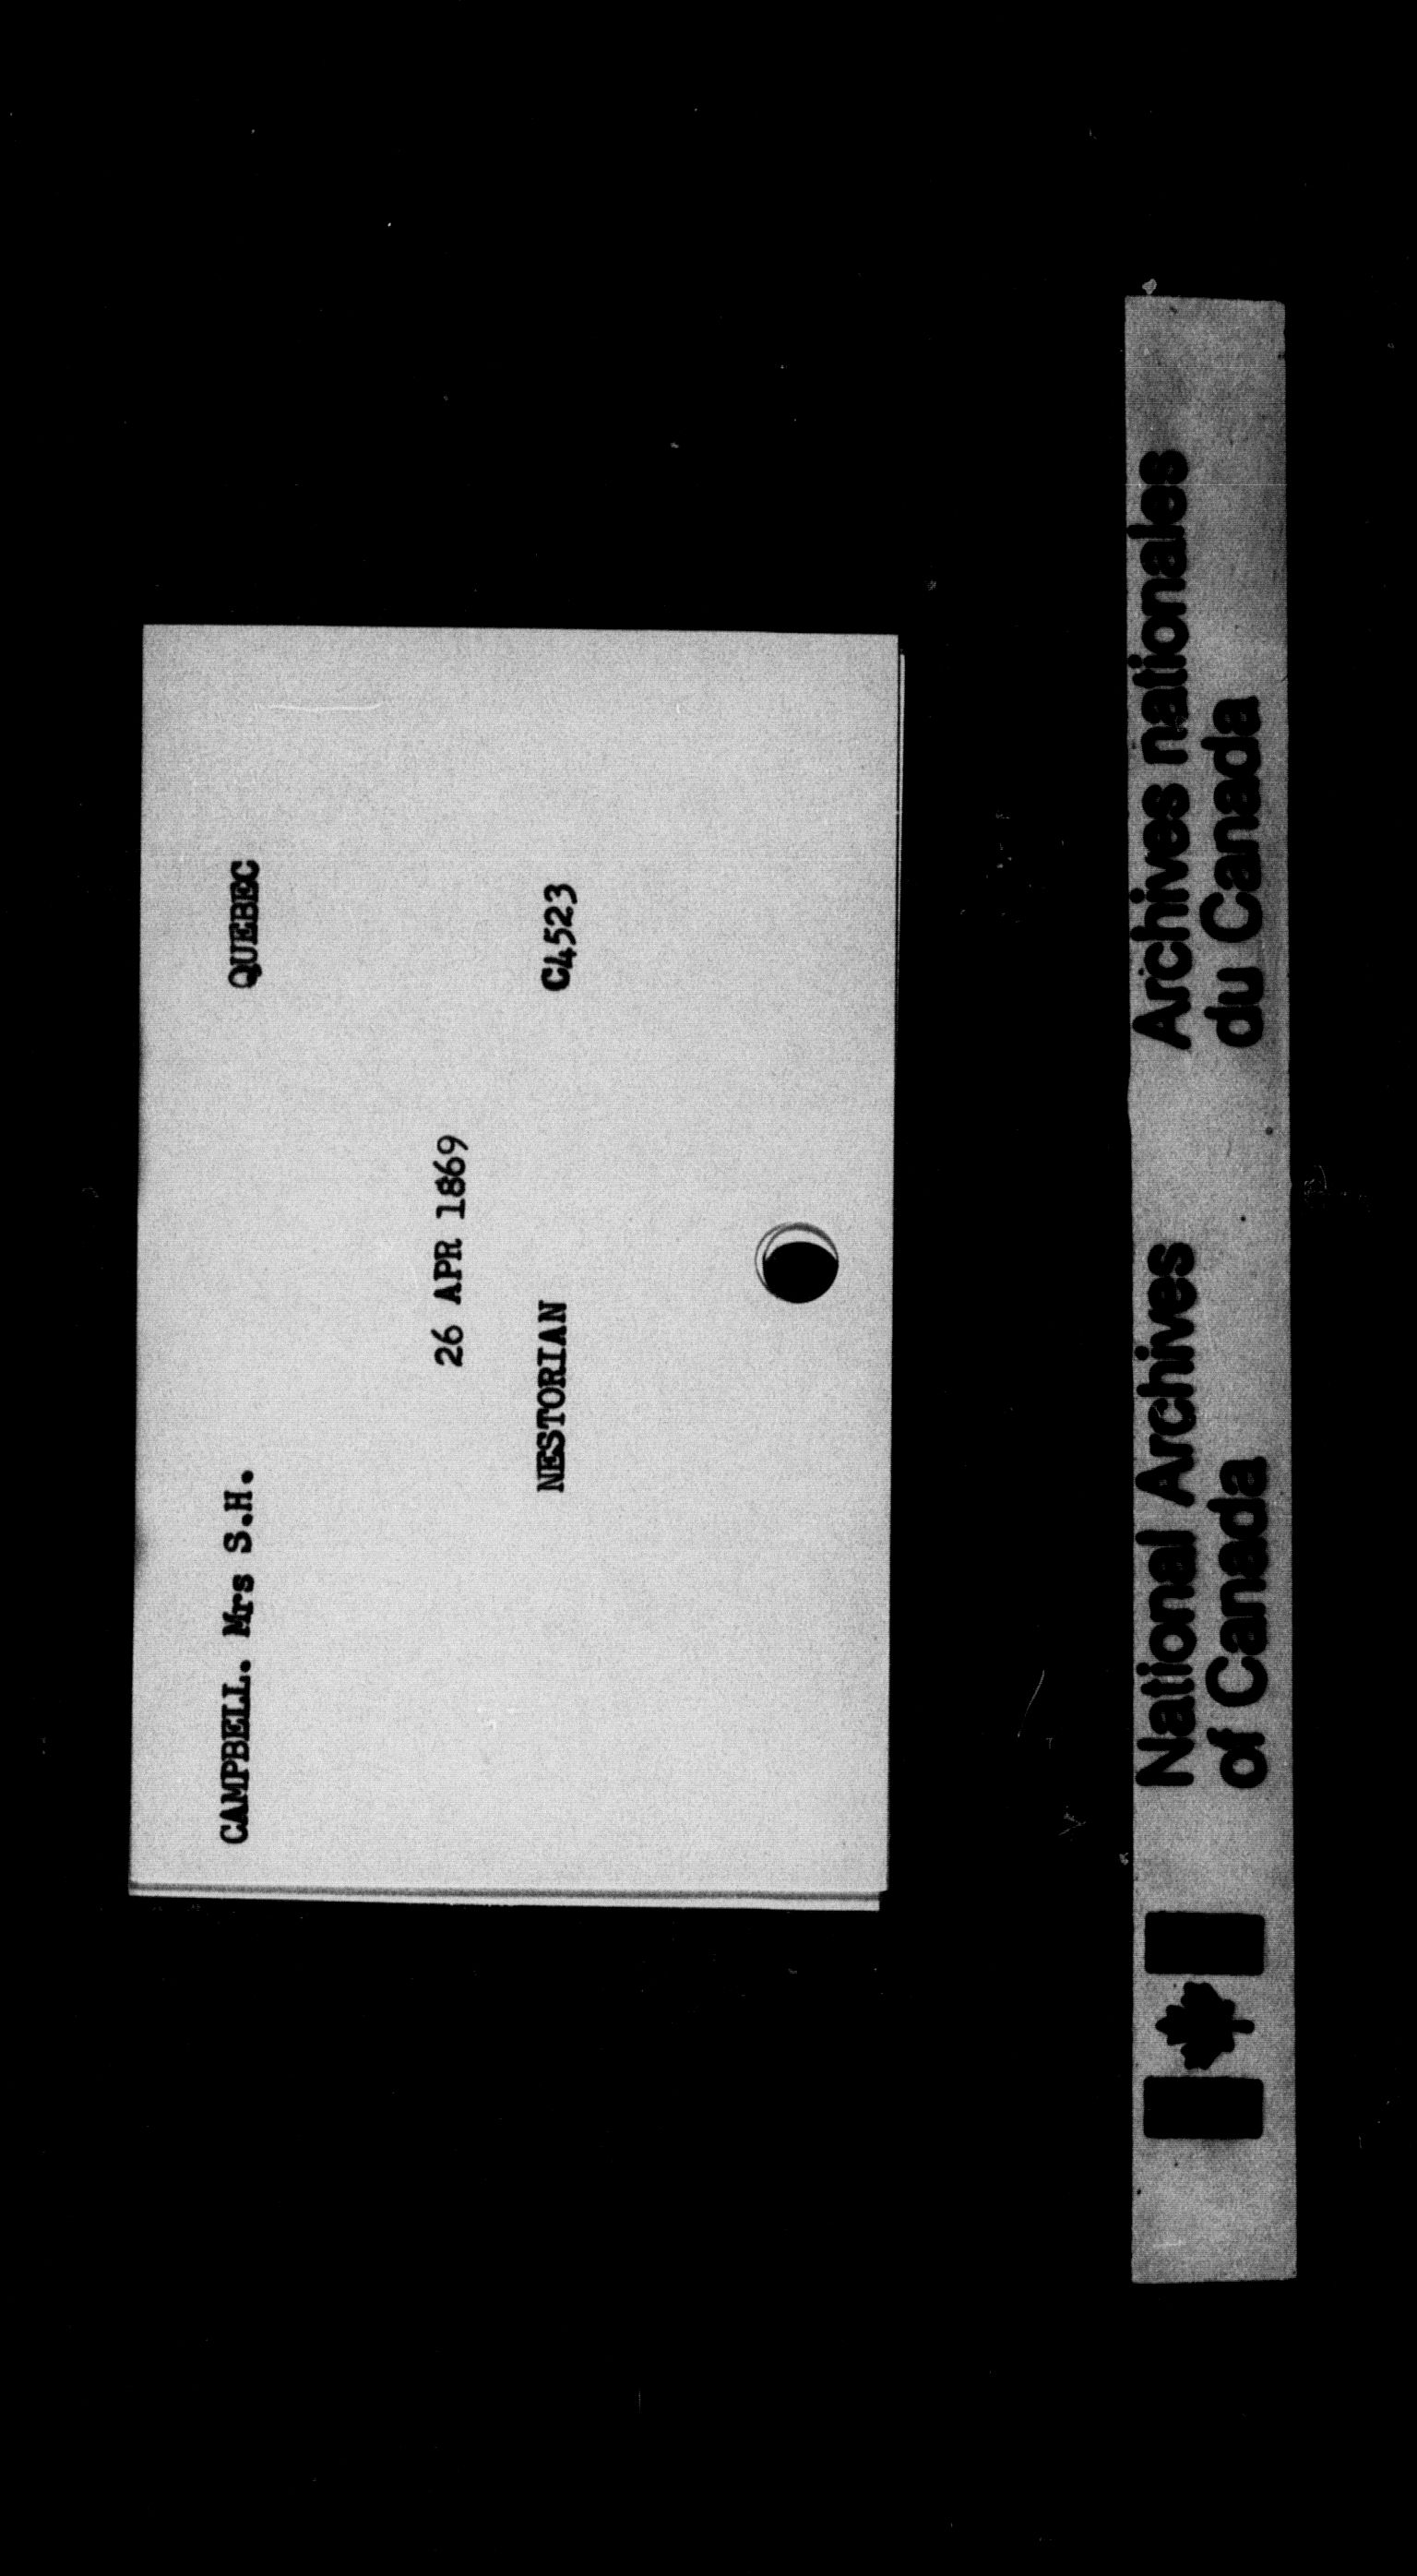 CAMPBELL. Mrs S.H. QUEBEC
26 APR 1869
NESTORIAN C4523
National Archives of Canada
Archives nationales du Canada